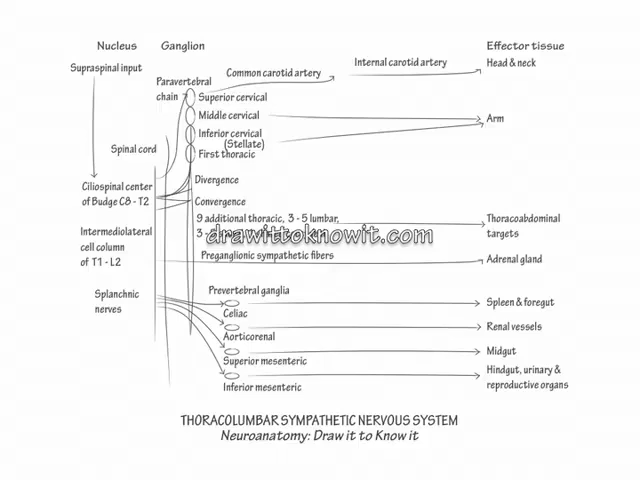 Nucleus Ganglion Effector tissue
Supraspinal input
Common carotid artery
Internal carotid artery
Head & neck
Paravertebral
chain
Superior cervical
Middle cervical
Arm
Inferior cervical
(Stellate)
Spinal cord
First thoracic
Ciliospinal center
of Budge C8 - T2
Divergence
Convergence
9 additional thoracic, 3 - 5 lumbar,
3 -
drawittoknowit.com
Thoracoabdominal
targets
Intermediolateral
cell column
of T1 - L2
Preganglionic sympathetic fibers
Adrenal gland
Splanchnic
nerves
Prevertebral ganglia
Celiac
Spleen & foregut
Aorticorenal
Renal vessels
Superior mesenteric
Midgut
Inferior mesenteric
Hindgut, urinary &
reproductive organs
THORACOLUMBAR SYMPATHETIC NERVOUS SYSTEM
Neuroanatomy: Draw it to Know it